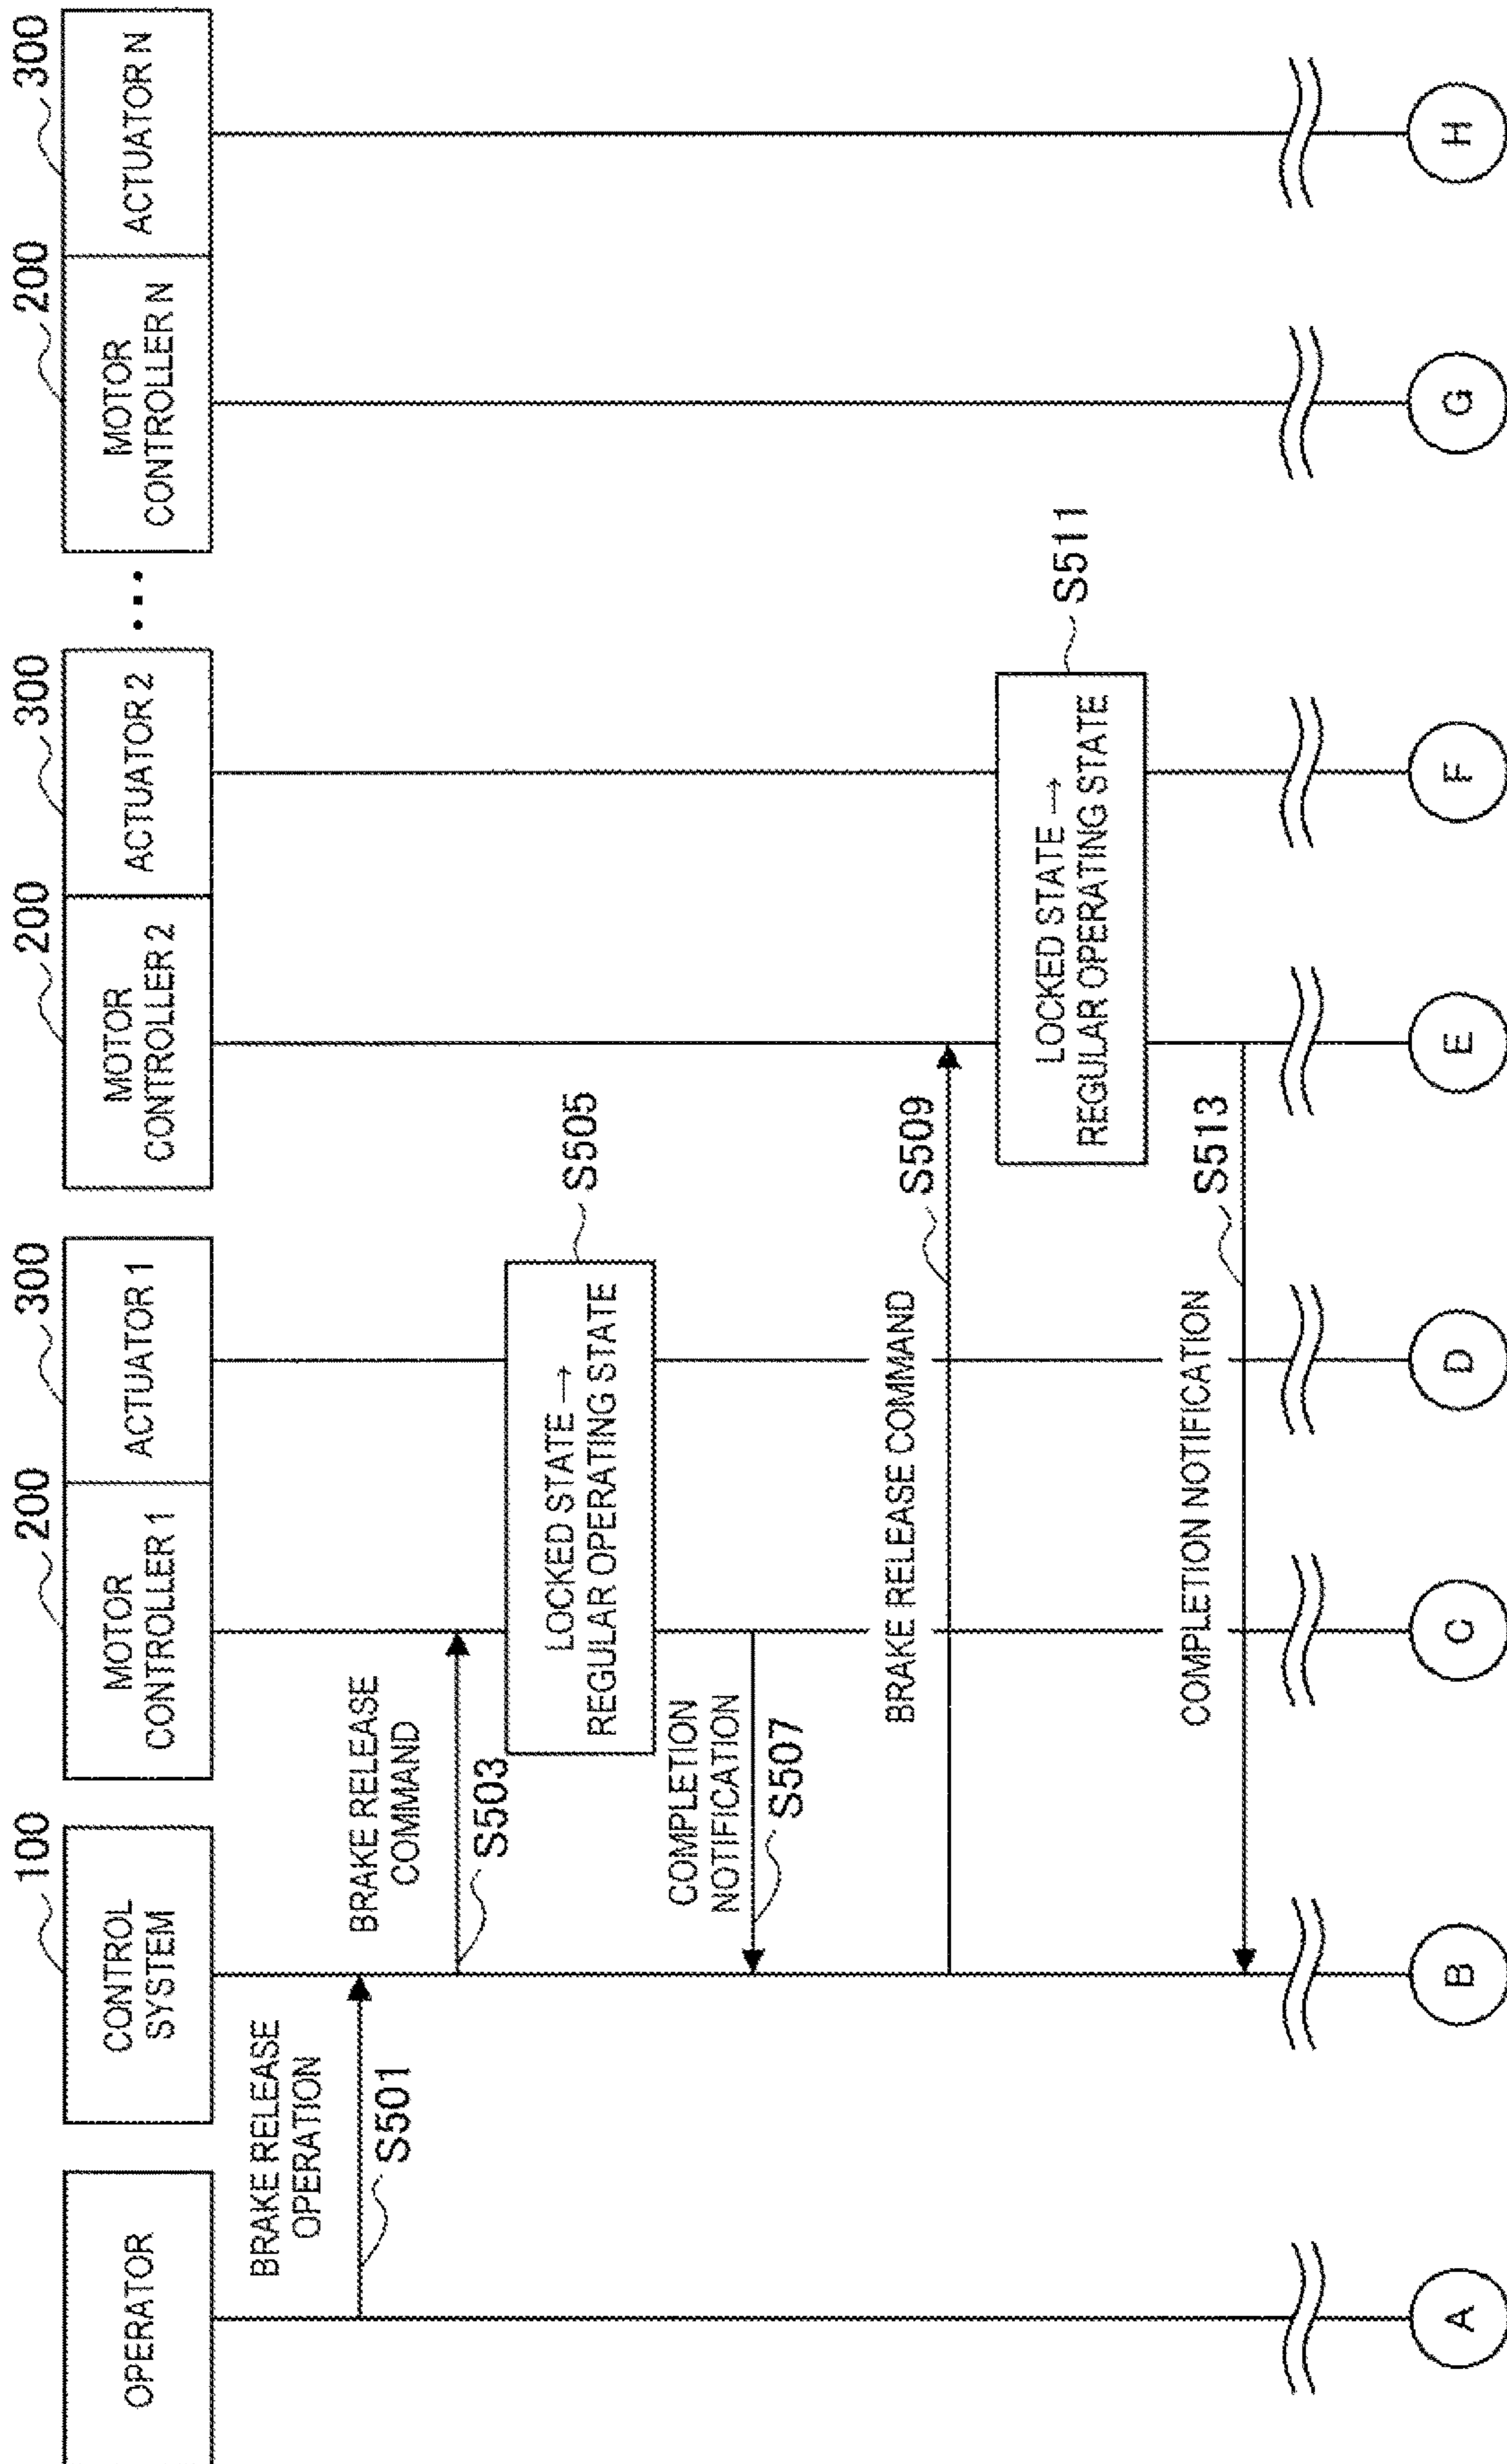 OPERATOR
100
CONTROL
SYSTEM
200
MOTOR
CONTROLLER 1
300
ACTUATOR 1
200
MOTOR
CONTROLLER 2
300
ACTUATOR 2
...
200
MOTOR
CONTROLLER N
300
ACTUATOR N
BRAKE RELEASE
OPERATION
S501
BRAKE RELEASE
COMMAND
S503
LOCKED STATE →
REGULAR OPERATING STATE
S505
COMPLETION
NOTIFICATION
S507
BRAKE RELEASE COMMAND
S509
LOCKED STATE →
REGULAR OPERATING STATE
S511
COMPLETION NOTIFICATION
S513
A
B
C
D
E
F
G
H